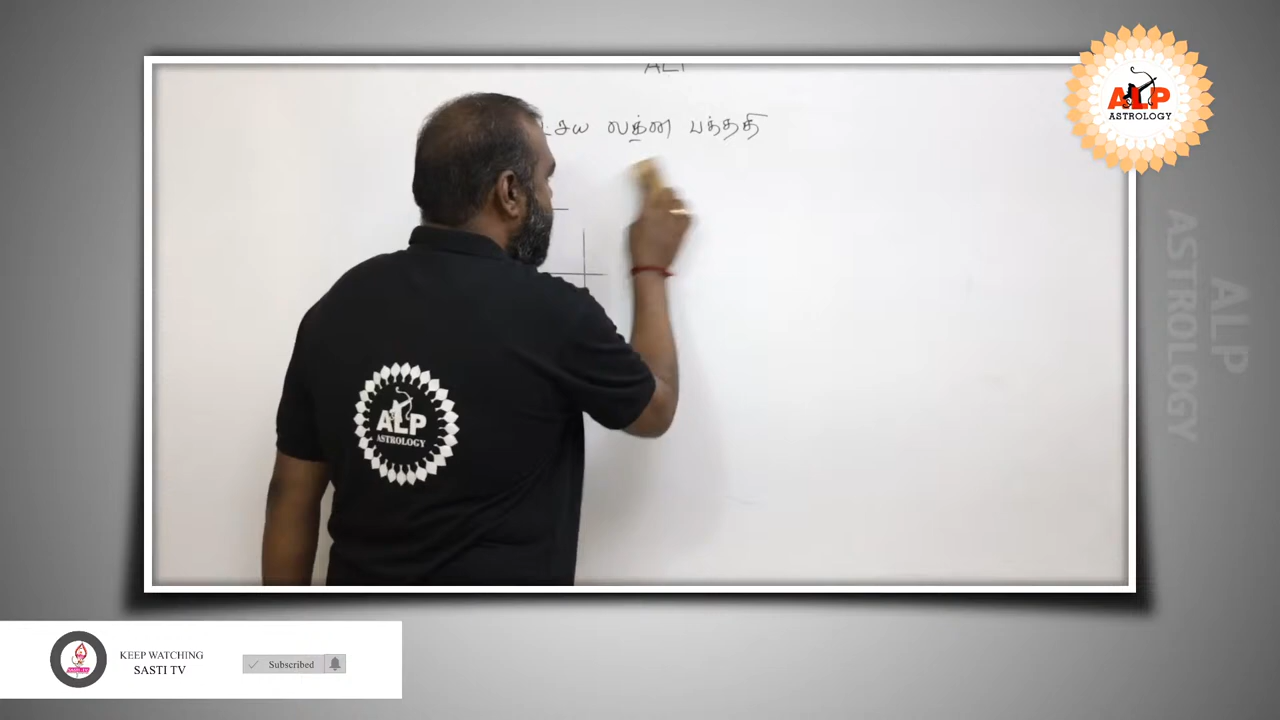 ALP
ASTROLOGY
லக்ன பத்ததி
ALP
ASTROLOGY
ALP
ASTROLOGY
KEEP WATCHING
SASTI TV
Subscribed